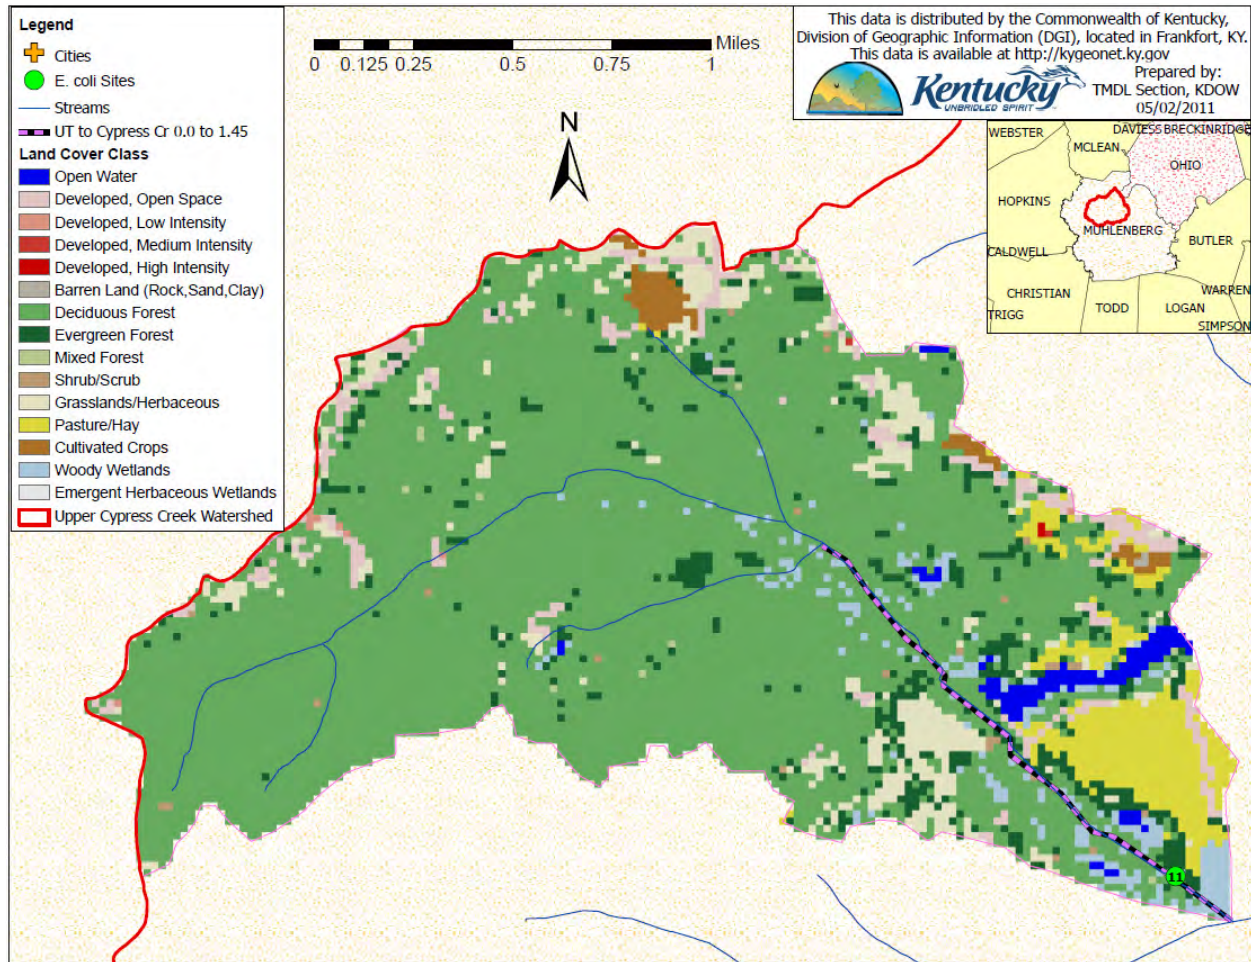 Legend
Cities
E. coli Sites
Streams
UT to Cypress Cr 0.0 to 1.45
Land Cover Class
Open Water
Developed, Open Space
Developed, Low Intensity
Developed, Medium Intensity
Developed, High Intensity
Barren Land (Rock,Sand,Clay)
Deciduous Forest
Evergreen Forest
Mixed Forest
Shrub/Scrub
Grasslands/Herbaceous
Pasture/Hay
Cultivated Crops
Woody Wetlands
Emergent Herbaceous Wetlands
Upper Cypress Creek Watershed
Miles
0 0.125 0.25 0.5 0.75 1
N
This data is distributed by the Commonwealth of Kentucky,
Division of Geographic Information (DGI), located in Frankfort, KY.
This data is available at http://kygeonet.ky.gov
Kentucky
UNBRIDLED SPIRIT
Prepared by:
TMDL Section, KDOW
05/02/2011
WEBSTER
DAVIESS
BRECKINRIDGE
MCLEAN
OHIO
HOPKINS
MUHLENBERG
BUTLER
CALDWELL
WARREN
CHRISTIAN
TODD
LOGAN
TRIGG
SIMPSON
11